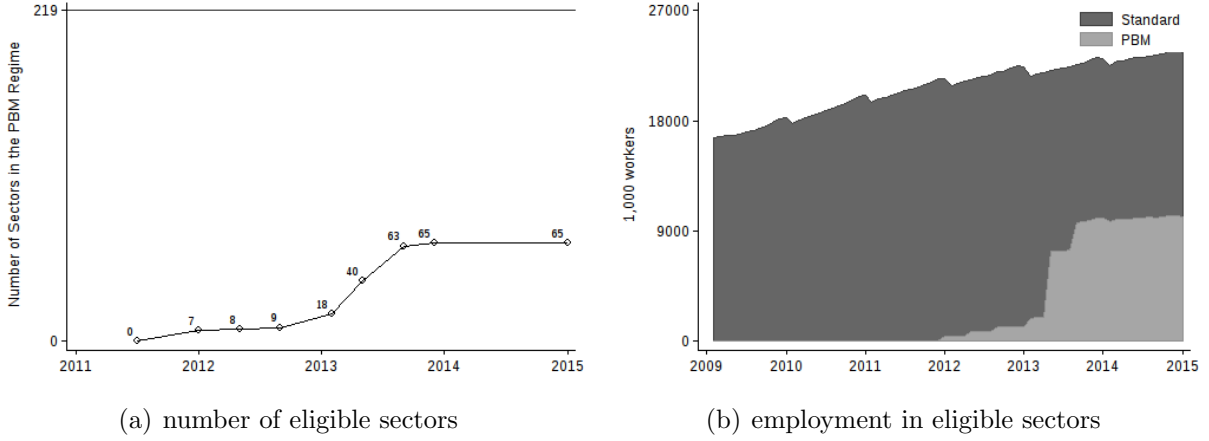 219
Number of Sectors in the PBM Regime
0
0
7
8
9
18
40
63
65
65
2011 2012 2013 2014 2015
(a) number of eligible sectors
27000
18000
9000
0
1,000 workers
Standard
PBM
2009 2010 2011 2012 2013 2014 2015
(b) employment in eligible sectors